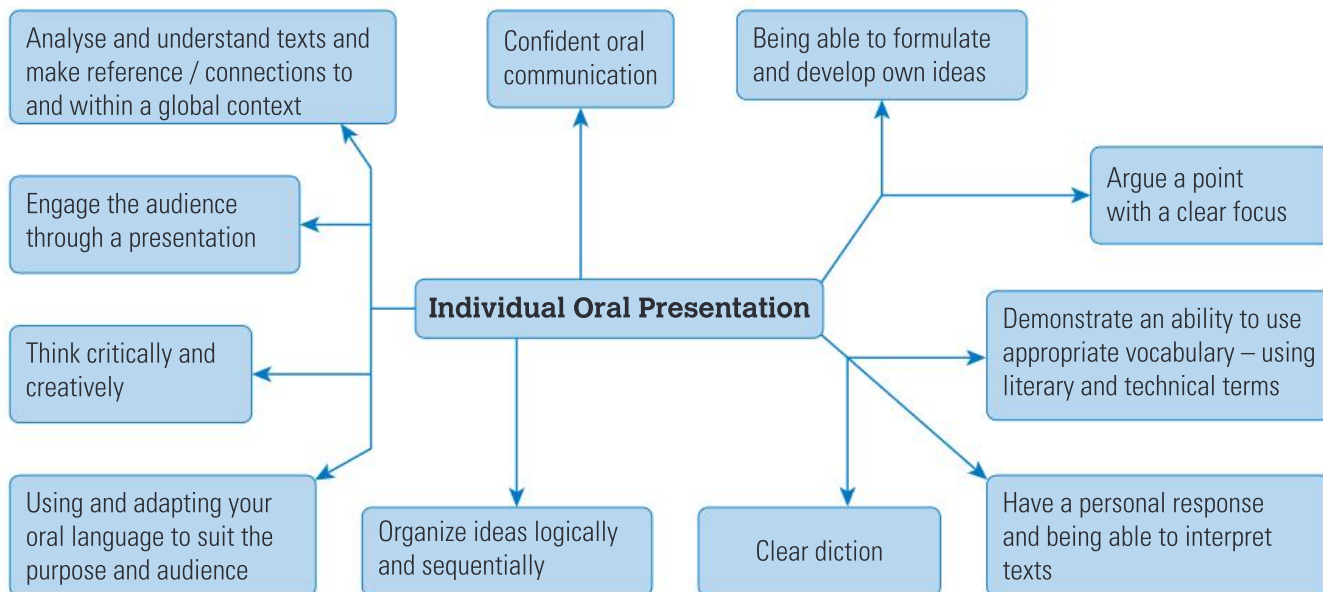 Analyse and understand texts and
make reference / connections to
and within a global context
Confident oral
communication
Being able to formulate
and develop own ideas
Argue a point
with a clear focus
Engage the audience
through a presentation
Individual Oral Presentation
Demonstrate an ability to use
appropriate vocabulary – using
literary and technical terms
Think critically and
creatively
Using and adapting your
oral language to suit the
purpose and audience
Organize ideas logically
and sequentially
Clear diction
Have a personal response
and being able to interpret
texts